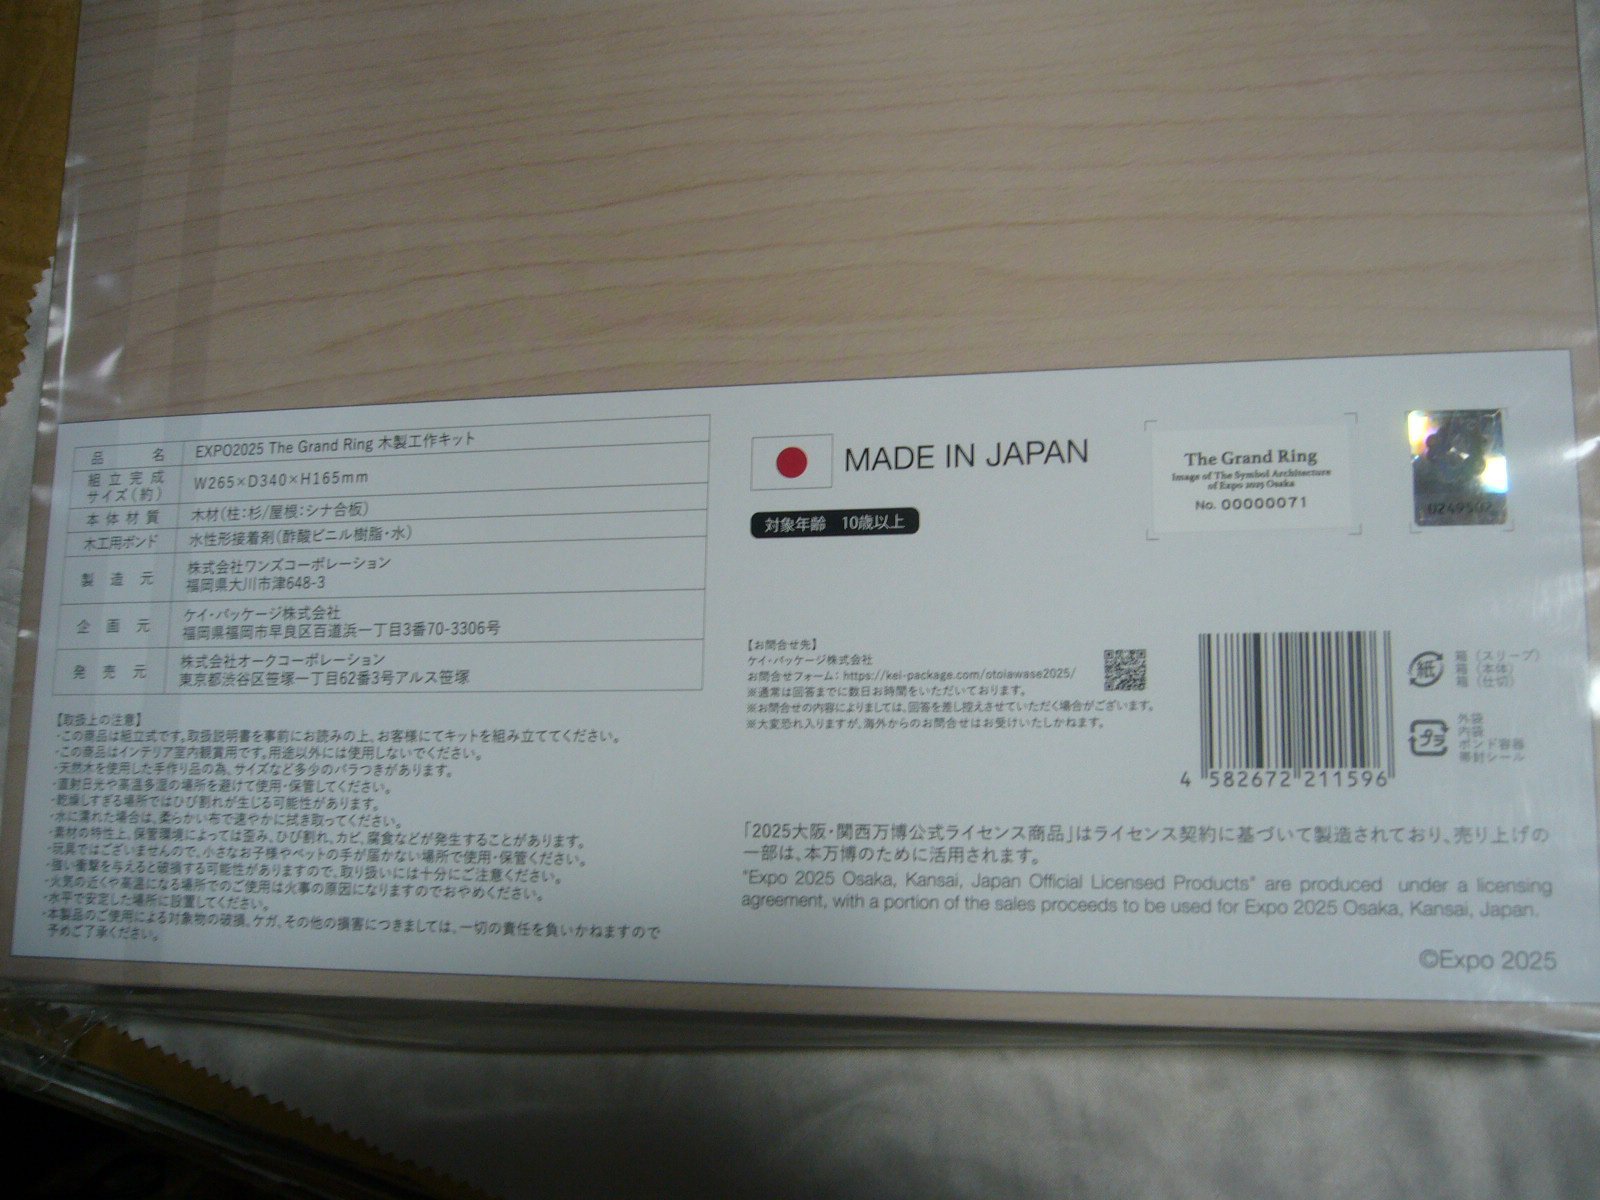 品名 EXPO2025 The Grand Ring 木製工作キット
組立完成サイズ(約) W265×D340×H165mm
本体材質 木材(柱:杉/屋根:シナ合板)
木工用ボンド 水性形接着剤(酢酸ビニル樹脂・水)
製造元 株式会社ワンズコーポレーション
福岡県大川市津648-3
企画元 ケイ・パッケージ株式会社
福岡県福岡市早良区百道浜一丁目3番70-3306号
発売元 株式会社オークコーポレーション
東京都渋谷区笹塚一丁目62番3号アルス笹塚
【取扱上の注意】
・この商品は組立式です。取扱説明書を事前にお読みの上、お客様にてキットを組み立ててください。
・この商品はインテリア室内観賞用です。用途以外には使用しないでください。
・天然木を使用した手作り品の為、サイズなど多少のバラつきがあります。
・直射日光や高温多湿の場所を避けて使用・保管してください。
・乾燥しすぎる場所ではひび割れが生じる可能性があります。
・水に濡れた場合は、柔らかい布で速やかに拭き取ってください。
・素材の特性上、保管環境によっては歪み、ひび割れ、カビ、腐食などが発生することがあります。
・玩具ではございませんので、小さなお子様やペットの手が届かない場所で使用・保管ください。
・強い衝撃を与えると破損する可能性がありますので、取り扱いには十分にご注意ください。
・火気の近くや高温になる場所でのご使用は火事の原因になりますのでおやめください。
・水平で安定した場所に設置してください。
・本製品のご使用による対象物の破損、ケガ、その他の損害につきましては、一切の責任を負いかねますので
予めご了承ください。
MADE IN JAPAN
対象年齢 10歳以上
The Grand Ring
Image of The Symbol Architecture
of Expo 2025 Osaka
No. 00000071
0249502
【お問合せ先】
ケイ・パッケージ株式会社
お問合せフォーム: https://kei-package.com/otoiawase2025/
※通常は回答までに数日お時間をいただいております。
※お問合せの内容によりましては、回答を差し控えさせていただく場合がございます。
※大変恐れ入りますが、海外からのお問合せはお受けいたしかねます。
4 582672 211596
紙
箱(スリーブ)
箱(本体)
箱(仕切)
プラ
外袋
内袋
ボンド容器
帯封シール
「2025大阪・関西万博公式ライセンス商品」はライセンス契約に基づいて製造されており、売り上げの
一部は、本万博のために活用されます。
"Expo 2025 Osaka, Kansai, Japan Official Licensed Products" are produced under a licensing
agreement, with a portion of the sales proceeds to be used for Expo 2025 Osaka, Kansai, Japan.
©Expo 2025